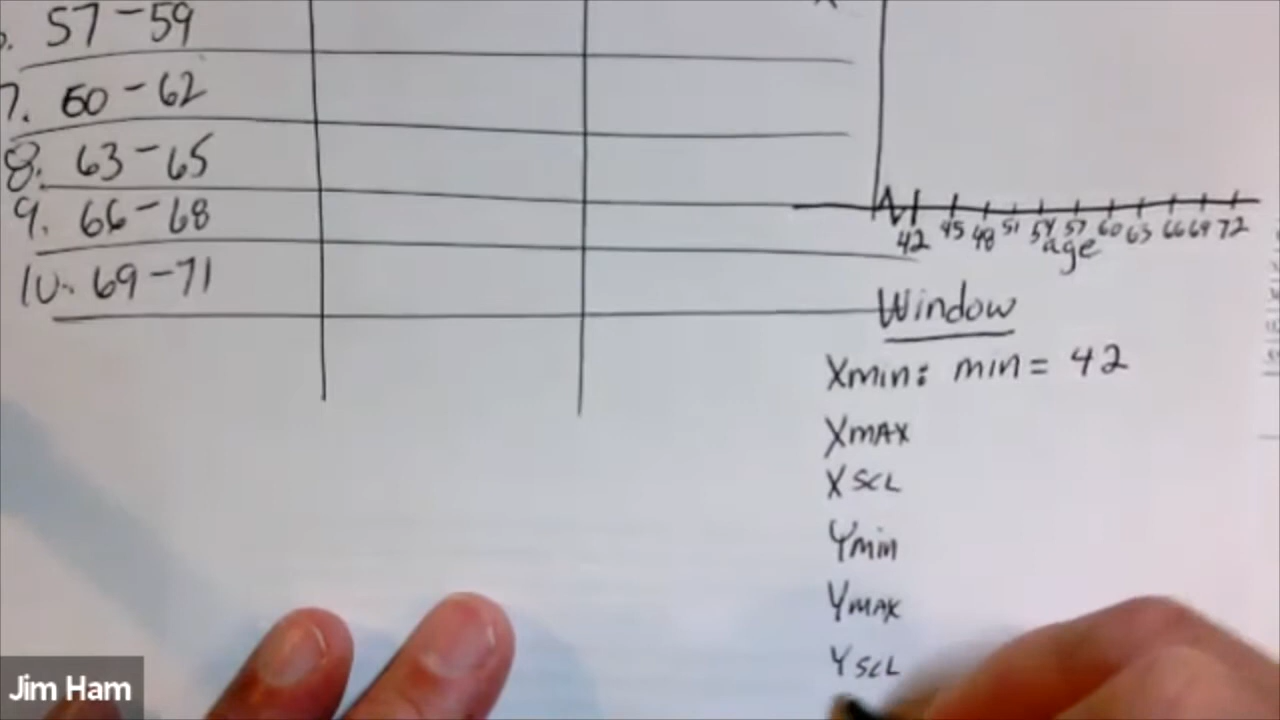 57-59
7. 60-62
8. 63-65
9. 66-68
10. 69-71
42 45 48 51 54 57 60 63 66 69 72
age
Window
Xmin: min = 42
XMAX
XSCL
Ymin
YMAX
YSCL
Jim Ham